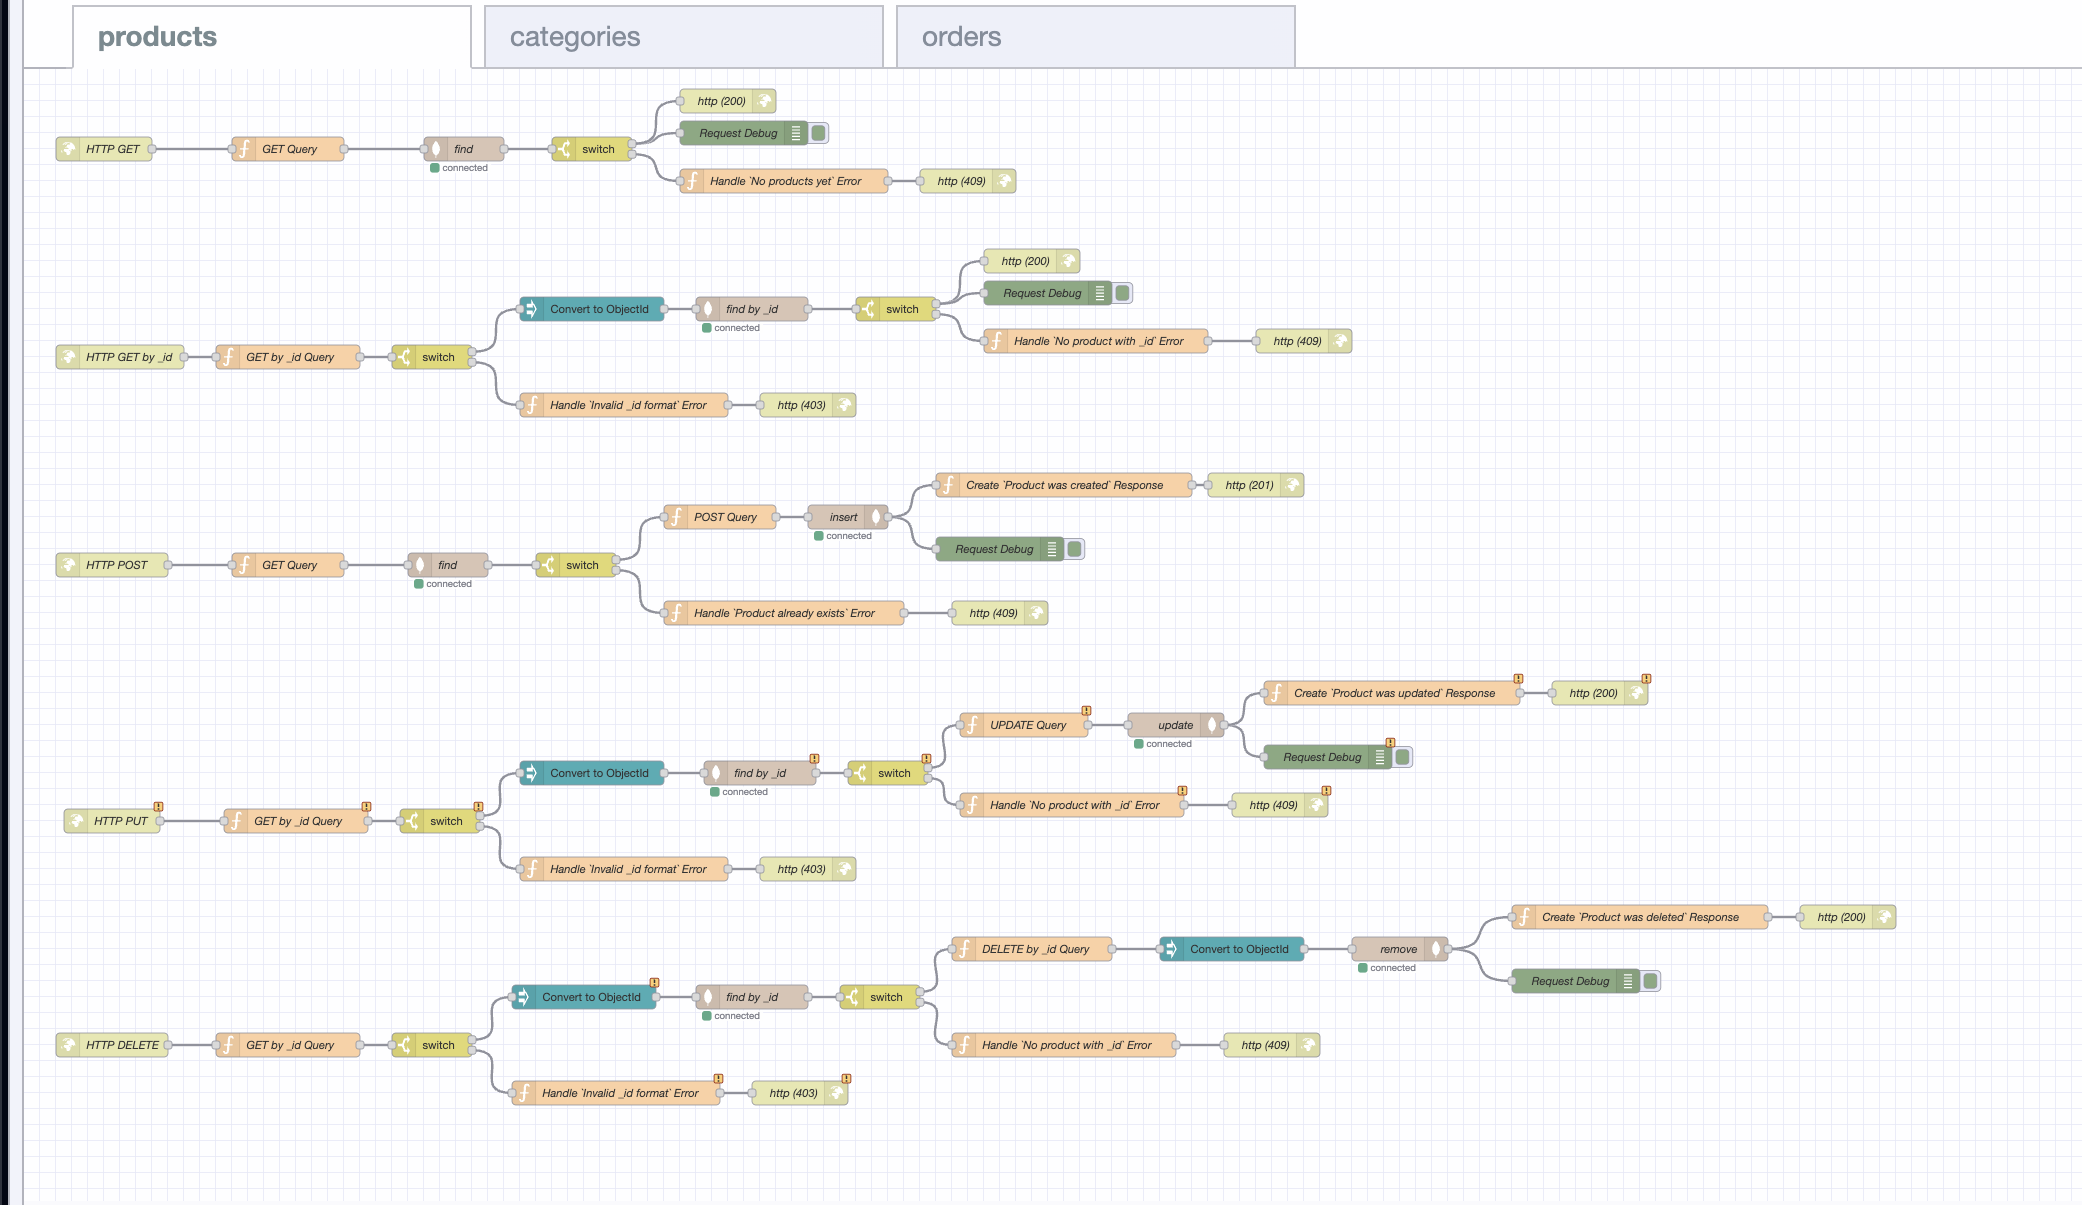 products
categories
orders
http (200)
Request Debug
HTTP GET
GET Query
find
switch
connected
Handle `No products yet` Error
http (409)
http (200)
Request Debug
Convert to ObjectId
find by _id
switch
connected
Handle `No product with _id` Error
http (409)
HTTP GET by _id
GET by _id Query
switch
Handle `Invalid _id format` Error
http (403)
Create `Product was created` Response
http (201)
POST Query
insert
connected
Request Debug
HTTP POST
GET Query
find
switch
connected
Handle `Product already exists` Error
http (409)
Create `Product was updated` Response
http (200)
UPDATE Query
update
connected
Request Debug
Convert to ObjectId
find by _id
switch
connected
Handle `No product with _id` Error
http (409)
HTTP PUT
GET by _id Query
switch
Handle `Invalid _id format` Error
http (403)
Create `Product was deleted` Response
http (200)
DELETE by _id Query
Convert to ObjectId
remove
connected
Request Debug
Convert to ObjectId
find by _id
switch
connected
HTTP DELETE
GET by _id Query
switch
Handle `No product with _id` Error
http (409)
Handle `Invalid _id format` Error
http (403)